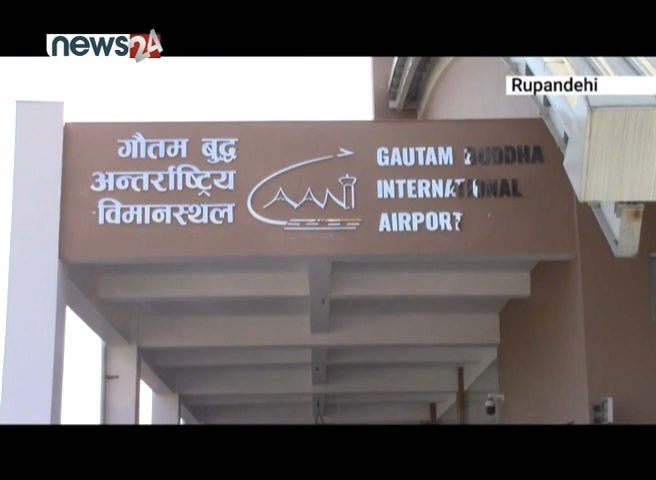 news24
Rupandehi
गौतम बुद्ध
अन्तर्राष्ट्रिय
विमानस्थल
GAUTAM BUDDHA
INTERNATIONAL
AIRPORT